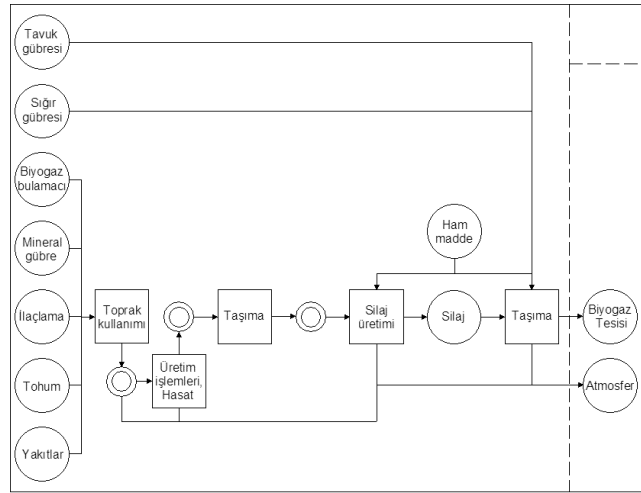 Tavuk
gübresi
Sığır
gübresi
Biyogaz
bulamacı
Mineral
gübre
İlaçlama
Tohum
Yakıtlar
Toprak
kullanımı
Üretim
işlemleri,
Hasat
Taşıma
Ham
madde
Silaj
üretimi
Silaj
Taşıma
Biyogaz
Tesisi
Atmosfer